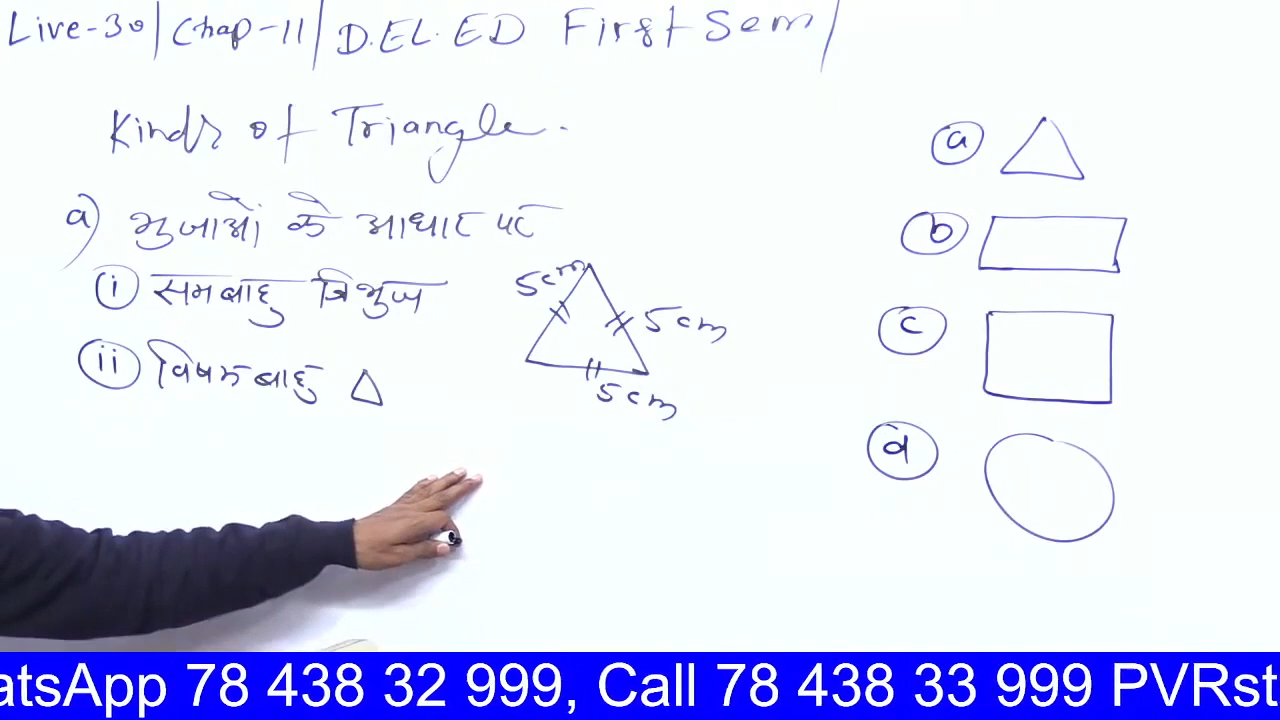 Live-30/Chap-11/D.EL.ED First Sem/
Kinds of Triangle.
a) भुजाओं के आधार पर
(i) समबाहु त्रिभुज
(ii) विषमबाहु △
5cm
5cm
5cm
a
b
c
d
atsApp 78 438 32 999, Call 78 438 33 999 PVRst